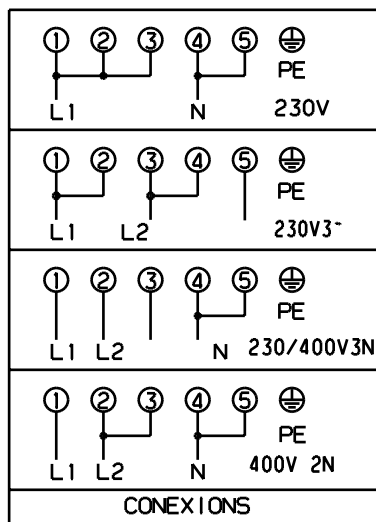 1 2 3 4 5
PE
L1 N 230V
1 2 3 4 5
PE
L1 L2 230V3~
1 2 3 4 5
PE
L1 L2 N 230/400V3N
1 2 3 4 5
PE
L1 L2 N 400V 2N
CONEXIONS